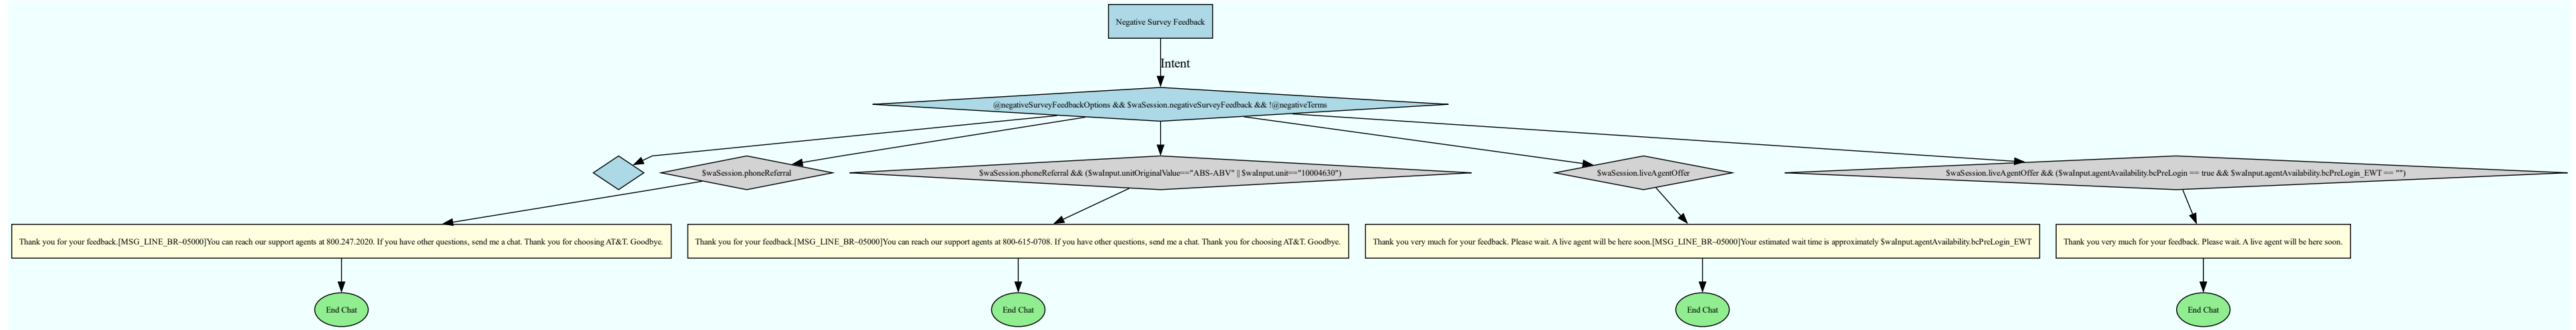 Negative Survey Feedback
Intent
@negativeSurveyFeedbackOptions && $waSession.negativeSurveyFeedback && !@negativeTerms
$waSession.phoneReferral
$waSession.phoneReferral && ($waInput.unitOriginalValue=="ABS-ABV" || $waInput.unit=="10004630")
$waSession.liveAgentOffer
$waSession.liveAgentOffer && ($waInput.agentAvailability.bcPreLogin == true && $waInput.agentAvailability.bcPreLogin_EWT == "")
Thank you for your feedback.[MSG_LINE_BR~05000]You can reach our support agents at 800.247.2020. If you have other questions, send me a chat. Thank you for choosing AT&T. Goodbye.
Thank you for your feedback.[MSG_LINE_BR~05000]You can reach our support agents at 800-615-0708. If you have other questions, send me a chat. Thank you for choosing AT&T. Goodbye.
Thank you very much for your feedback. Please wait. A live agent will be here soon.[MSG_LINE_BR~05000]Your estimated wait time is approximately $waInput.agentAvailability.bcPreLogin_EWT
Thank you very much for your feedback. Please wait. A live agent will be here soon.
End Chat
End Chat
End Chat
End Chat